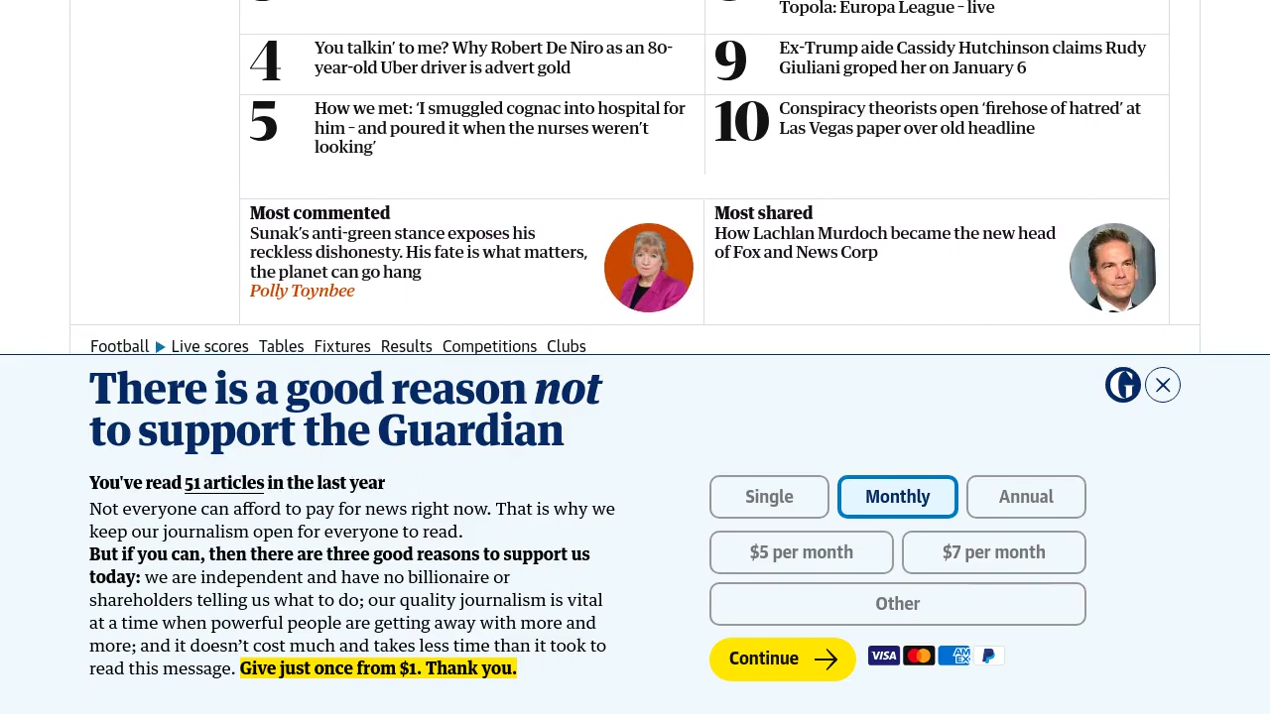 Topola: Europa League – live
4
You talkin’ to me? Why Robert De Niro as an 80-
year-old Uber driver is advert gold
9
Ex-Trump aide Cassidy Hutchinson claims Rudy
Giuliani groped her on January 6
5
How we met: ‘I smuggled cognac into hospital for
him – and poured it when the nurses weren’t
looking’
10
Conspiracy theorists open ‘firehose of hatred’ at
Las Vegas paper over old headline
Most commented
Sunak’s anti-green stance exposes his
reckless dishonesty. His fate is what matters,
the planet can go hang
Polly Toynbee
Most shared
How Lachlan Murdoch became the new head
of Fox and News Corp
Football Live scores Tables Fixtures Results Competitions Clubs
There is a good reason not
to support the Guardian
You've read 51 articles in the last year
Not everyone can afford to pay for news right now. That is why we
keep our journalism open for everyone to read.
But if you can, then there are three good reasons to support us
today: we are independent and have no billionaire or
shareholders telling us what to do; our quality journalism is vital
at a time when powerful people are getting away with more and
more; and it doesn’t cost much and takes less time than it took to
read this message. Give just once from $1. Thank you.
G
Single Monthly Annual
$5 per month $7 per month
Other
Continue
VISA
AM
EX